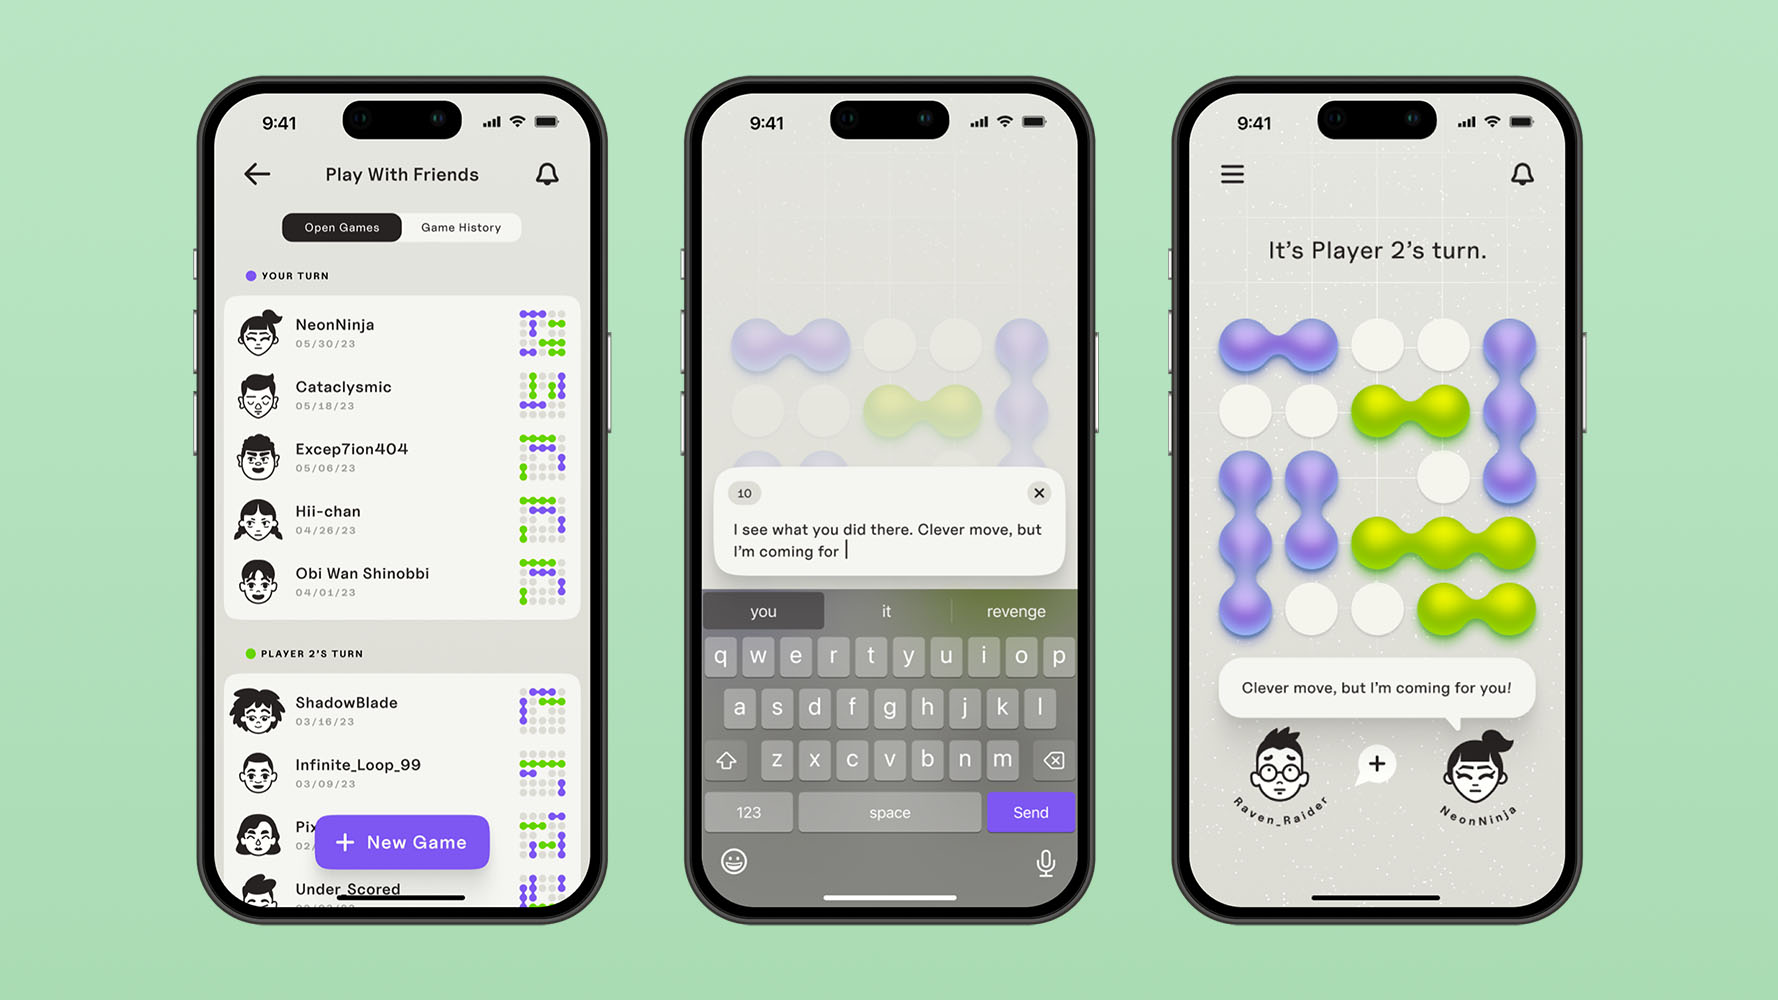 9:41
Play With Friends
Open Games
Game History
YOUR TURN
NeonNinja
05/30/23
Cataclysmic
05/18/23
Excep7ion404
05/06/23
Hii-chan
04/26/23
Obi Wan Shinobbi
04/01/23
PLAYER 2'S TURN
ShadowBlade
03/16/23
Infinite_Loop_99
03/09/23
Pix
02/
+ New Game
Under_Scored
9:41
10
I see what you did there. Clever move, but
I'm coming for
you it revenge
q w e r t y u i o p
a s d f g h j k l
z x c v b n m
123 space Send
9:41
It's Player 2's turn.
Clever move, but I'm coming for you!
Raven_Raider
NeonNinja